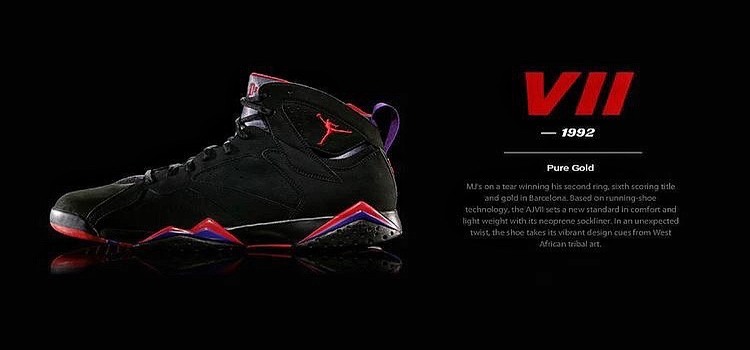 VII
— 1992
Pure Gold
MJ's on a tear winning his second ring, sixth scoring title
and gold in Barcelona. Based on running-shoe
technology, the AJVII sets a new standard in comfort and
light weight with its neoprene sockliner. In an unexpected
twist, the shoe takes its vibrant design cues from West
African tribal art.